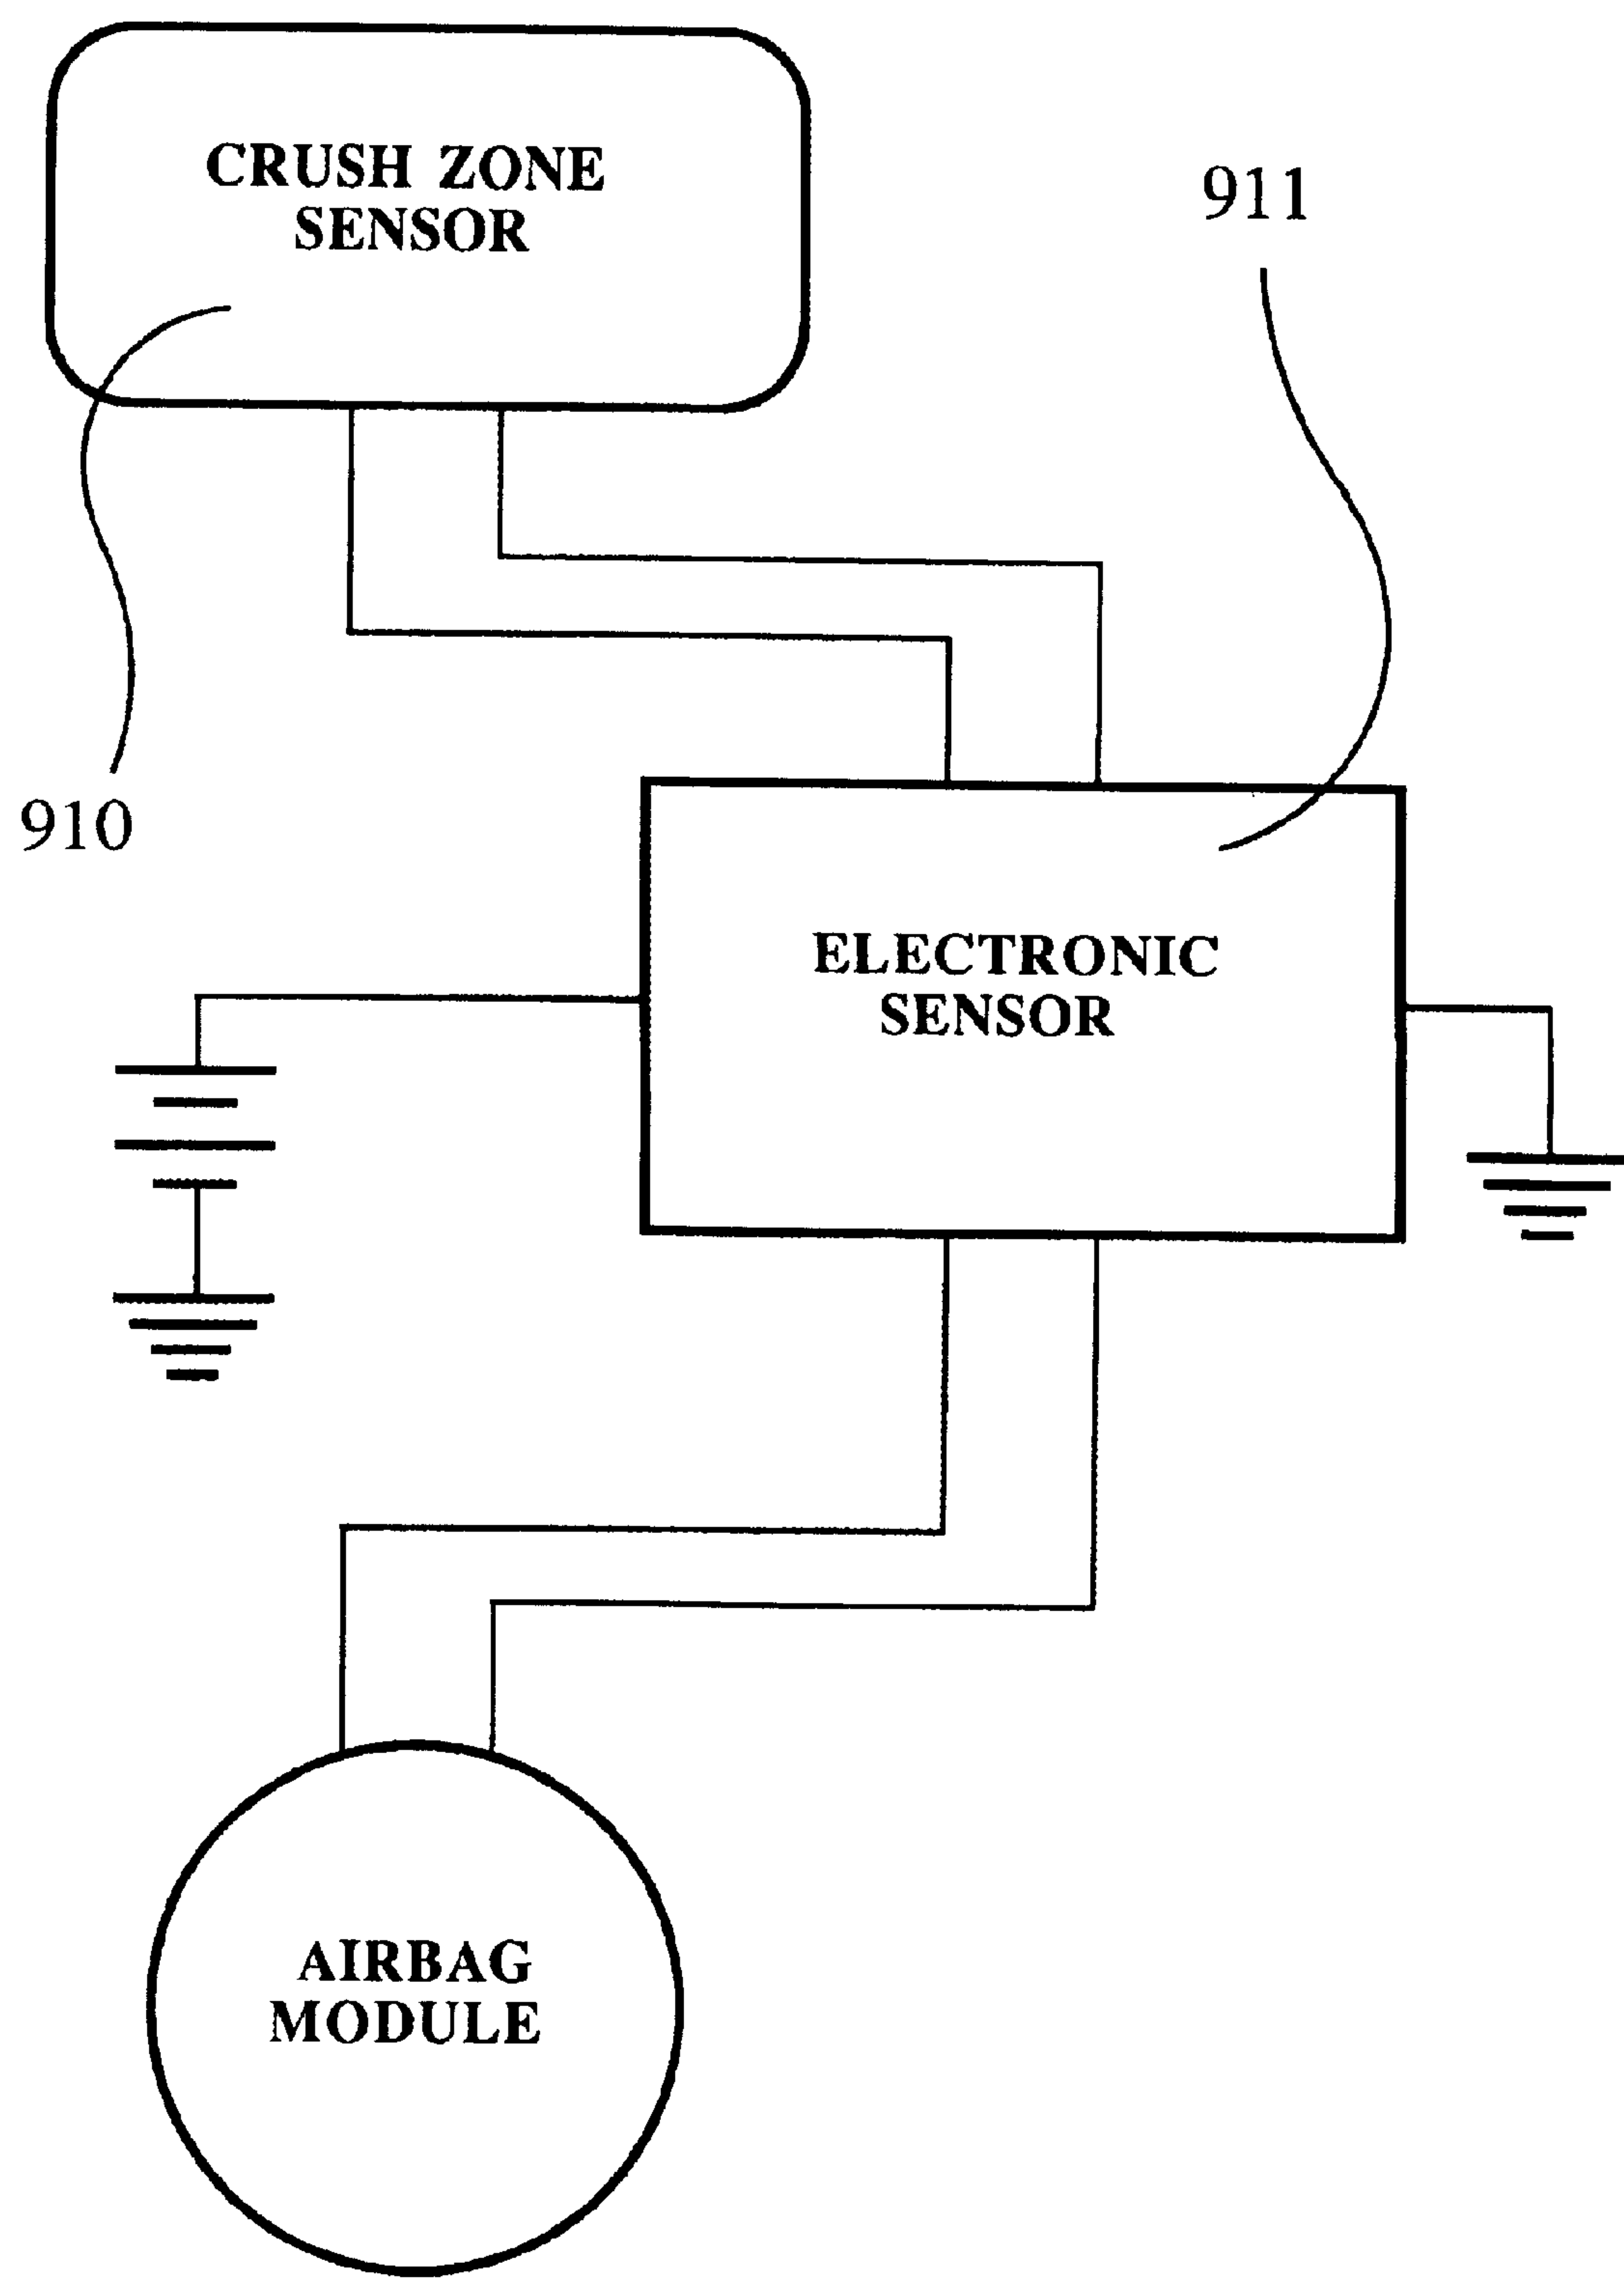 CRUSH ZONE
SENSOR
911
910
ELECTRONIC
SENSOR
AIRBAG
MODULE